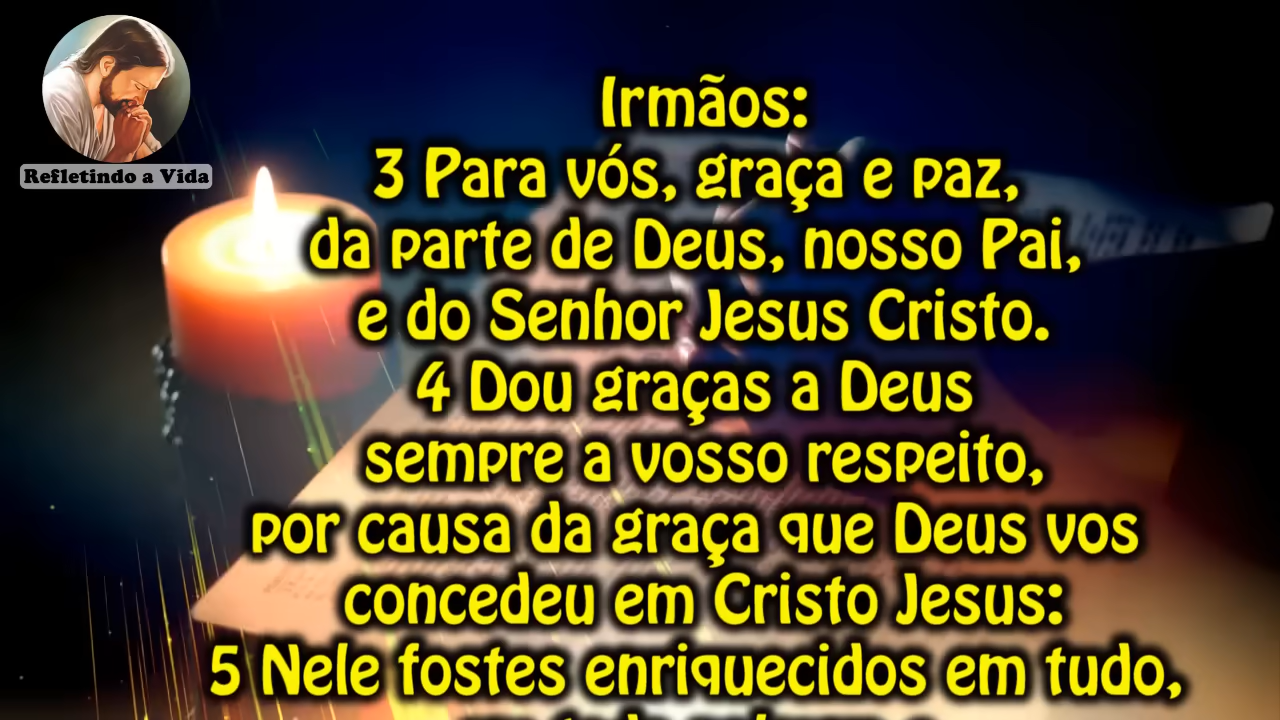 Refletindo a Vida
Irmãos:
3 Para vós, graça e paz,
da parte de Deus, nosso Pai,
e do Senhor Jesus Cristo.
4 Dou graças a Deus
sempre a vosso respeito,
por causa da graça que Deus vos
concedeu em Cristo Jesus:
5 Nele fostes enriquecidos em tudo,